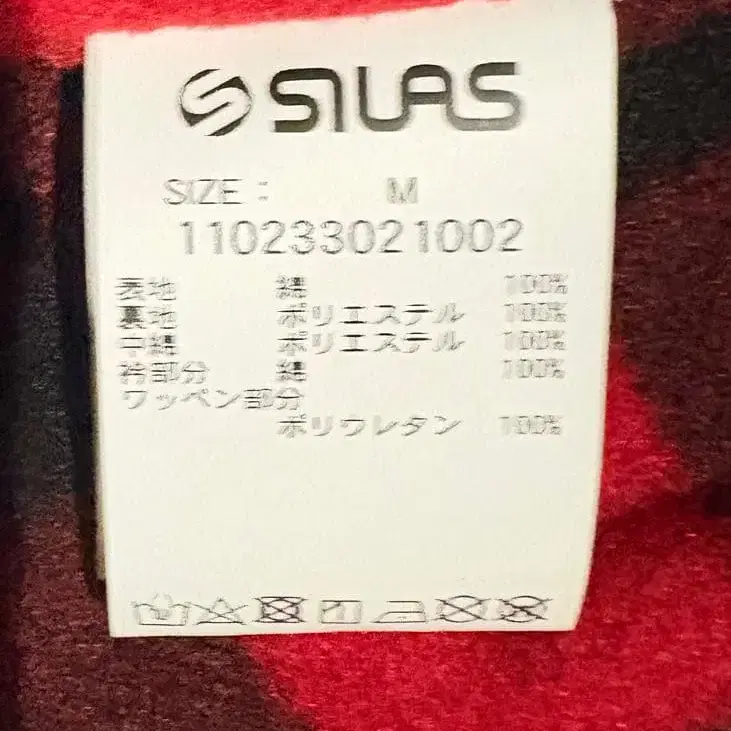 SILAS
SIZE : M
110233021002
表地 綿 100%
裏地 ポリエステル 100%
中綿 ポリエステル 100%
衿部分 綿 100%
ワッペン部分
ポリウレタン 100%